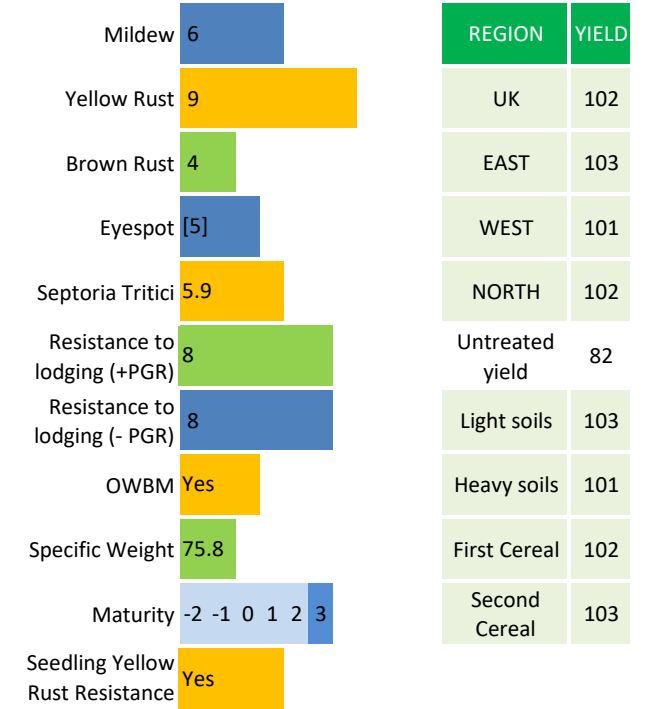 Mildew 6
Yellow Rust 9
Brown Rust 4
Eyespot [5]
Septoria Tritici 5.9
Resistance to
lodging (+PGR) 8
Resistance to
lodging (- PGR) 8
OWBM Yes
Specific Weight 75.8
Maturity -2 -1 0 1 2 3
Seedling Yellow
Rust Resistance Yes
REGION YIELD
UK 102
EAST 103
WEST 101
NORTH 102
Untreated
yield 82
Light soils 103
Heavy soils 101
First Cereal 102
Second
Cereal 103